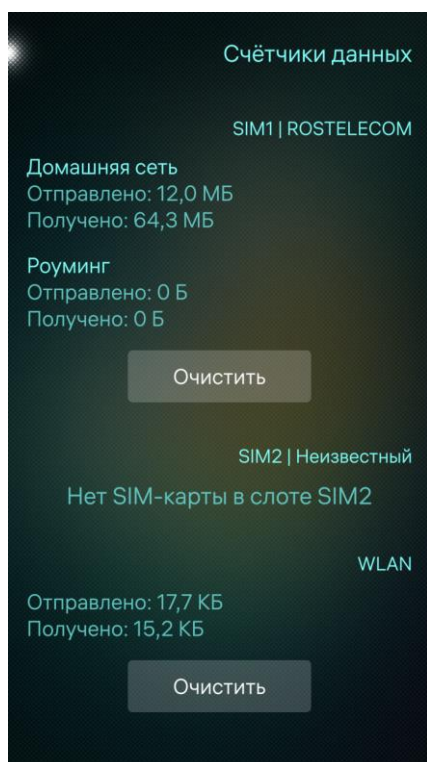 Счётчики данных
SIM1 | ROSTELECOM
Домашняя сеть
Отправлено: 12,0 МБ
Получено: 64,3 МБ
Роуминг
Отправлено: 0 Б
Получено: 0 Б
Очистить
SIM2 | Неизвестный
Нет SIM-карты в слоте SIM2
WLAN
Отправлено: 17,7 КБ
Получено: 15,2 КБ
Очистить